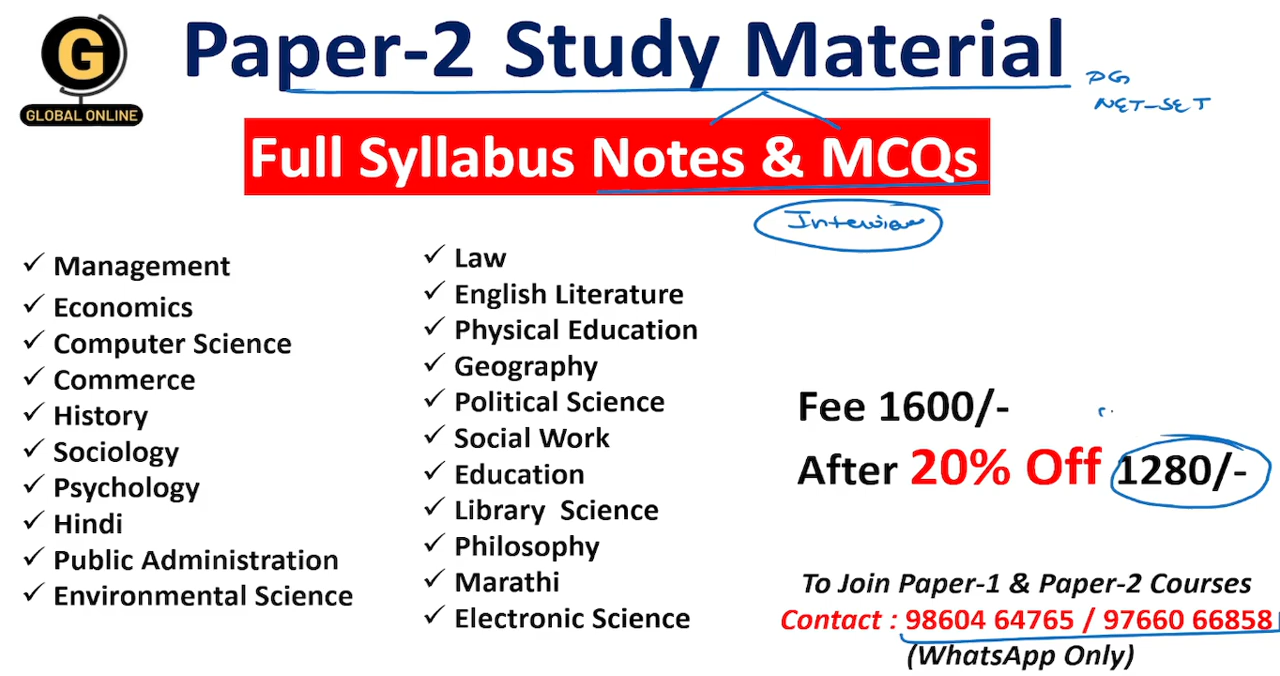 G
GLOBAL ONLINE
Paper-2 Study Material
PG
NET-SET
Full Syllabus Notes & MCQs
Interview
✓ Management
✓ Economics
✓ Computer Science
✓ Commerce
✓ History
✓ Sociology
✓ Psychology
✓ Hindi
✓ Public Administration
✓ Environmental Science
✓ Law
✓ English Literature
✓ Physical Education
✓ Geography
✓ Political Science
✓ Social Work
✓ Education
✓ Library Science
✓ Philosophy
✓ Marathi
✓ Electronic Science
Fee 1600/-
After 20% Off 1280/-
To Join Paper-1 & Paper-2 Courses
Contact : 98604 64765 / 97660 66858
(WhatsApp Only)